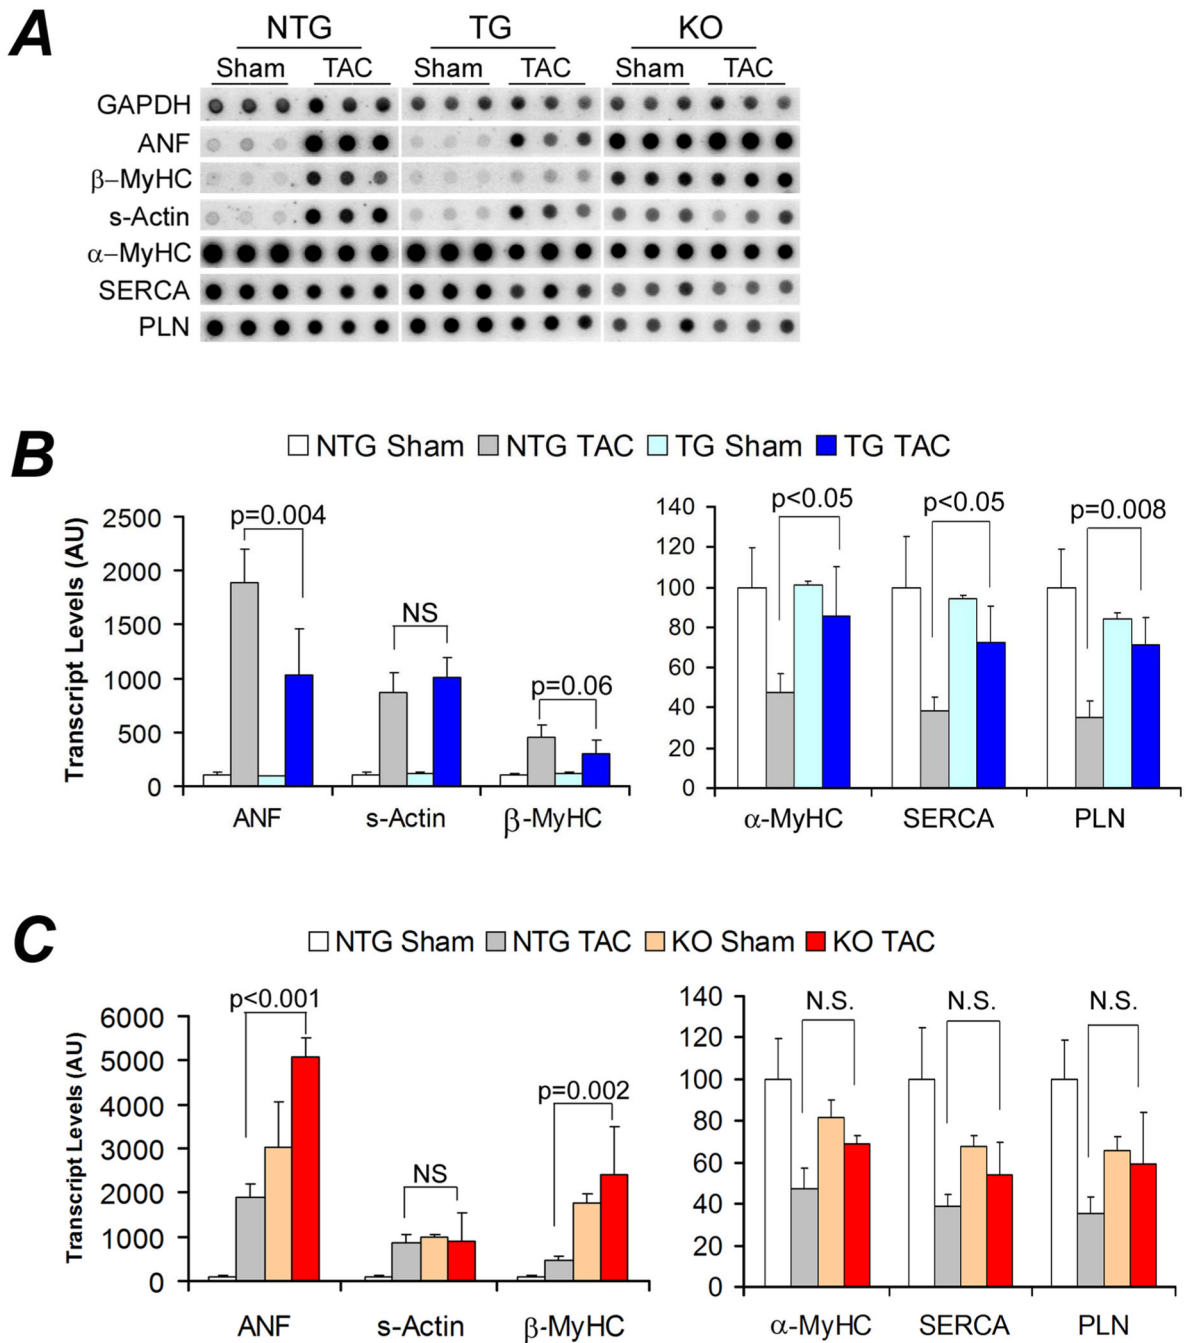 A
NTG TG KO
Sham TAC Sham TAC Sham TAC
GAPDH
ANF
β–MyHC
s-Actin
α–MyHC
SERCA
PLN
B
NTG Sham NTG TAC TG Sham TG TAC
Transcript Levels (AU)
2500
2000
1500
1000
500
0
p=0.004
NS
p=0.06
ANF s-Actin β-MyHC
140
120
100
80
60
40
20
0
p<0.05 p<0.05 p=0.008
α-MyHC SERCA PLN
C
NTG Sham NTG TAC KO Sham KO TAC
Transcript Levels (AU)
6000
5000
4000
3000
2000
1000
0
p<0.001
NS
p=0.002
ANF s-Actin β-MyHC
140
120
100
80
60
40
20
0
N.S. N.S. N.S.
α-MyHC SERCA PLN